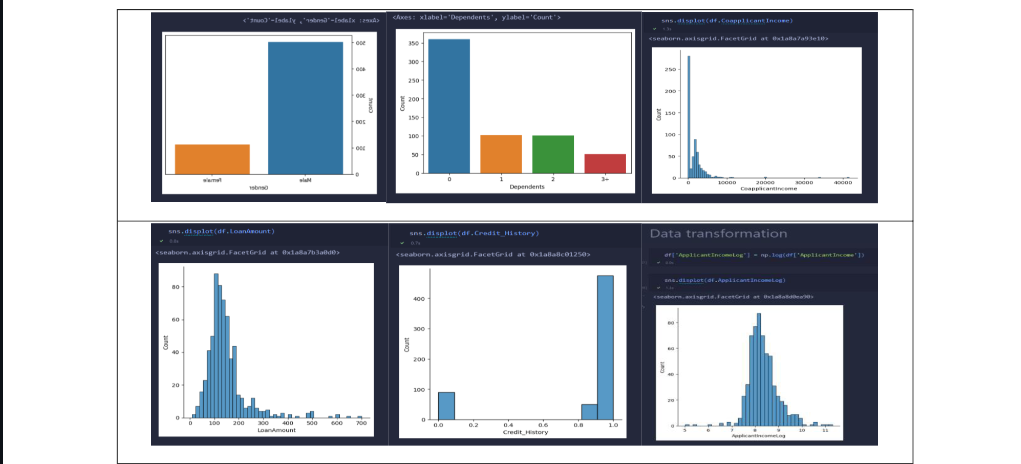 <Axes: xlabel='Gender', ylabel='Count'>
500
400
300
200
100
0
Count
Female
Male
Gender
<Axes: xlabel='Dependents', ylabel='Count'>
350
300
250
200
150
100
50
0
Count
0
1
2
3+
Dependents
sns.displot(df.CoapplicantIncome)
<seaborn.axisgrid.FacetGrid at 0x1a8a7a93e10>
250
200
150
100
50
0
Count
0
10000
20000
30000
40000
CoapplicantIncome
sns.displot(df.LoanAmount)
<seaborn.axisgrid.FacetGrid at 0x1a8a7b3a0d0>
80
60
40
20
0
Count
0
100
200
300
400
500
600
700
LoanAmount
sns.displot(df.Credit_History)
<seaborn.axisgrid.FacetGrid at 0x1a8a8c01250>
400
300
200
100
0
Count
0.0
0.2
0.4
0.6
0.8
1.0
Credit_History
Data transformation
df['ApplicantIncomeLog'] = np.log(df['ApplicantIncome'])
sns.displot(df.ApplicantIncomeLog)
<seaborn.axisgrid.FacetGrid at 0x1a8a8d0ea90>
80
60
40
20
0
Count
5
6
7
8
9
10
11
ApplicantIncomeLog